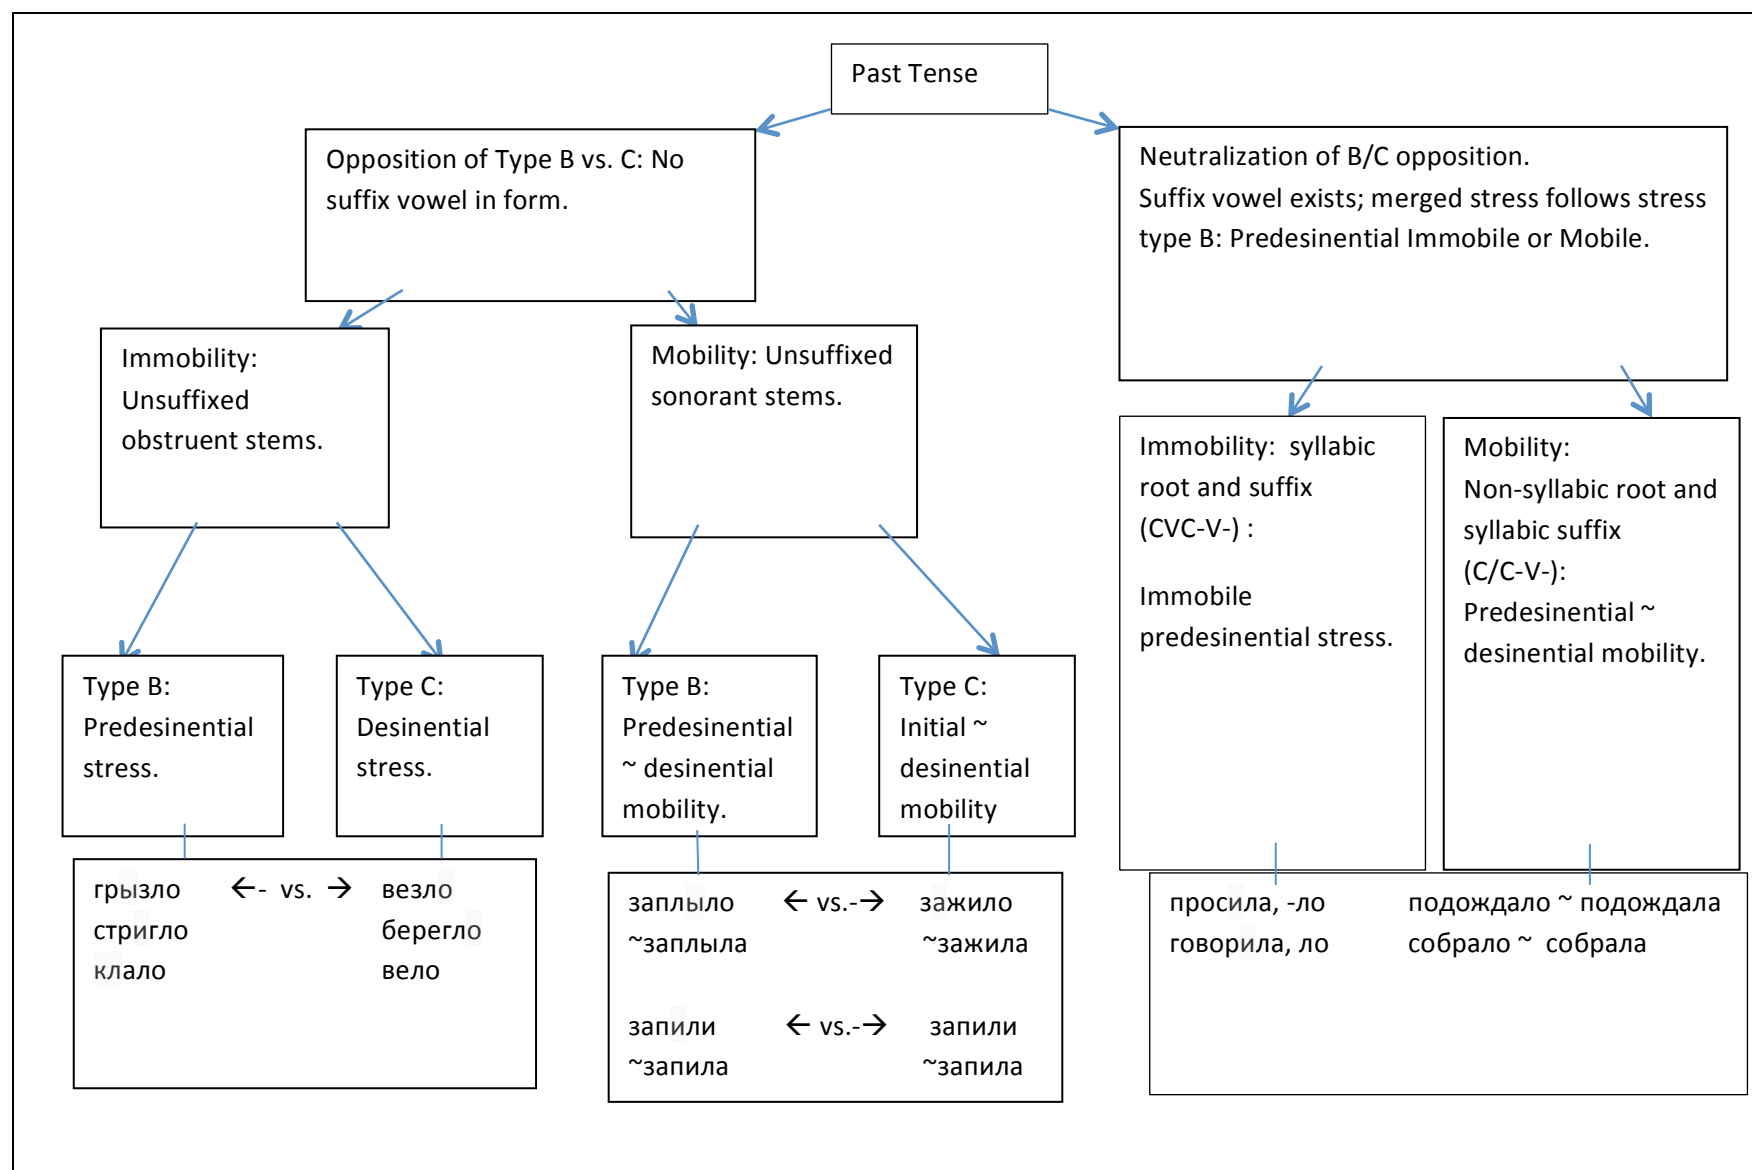 Past Tense
Opposition of Type B vs. C: No
suffix vowel in form.
Neutralization of B/C opposition.
Suffix vowel exists; merged stress follows stress
type B: Predesinential Immobile or Mobile.
Immobility:
Unsuffixed
obstruent stems.
Mobility: Unsuffixed
sonorant stems.
Immobility: syllabic
root and suffix
(CVC-V-) :
Immobile
predesinential stress.
Mobility:
Non-syllabic root and
syllabic suffix
(C/C-V-):
Predesinential ~
desinential mobility.
Type B:
Predesinential
stress.
Type C:
Desinential
stress.
Type B:
Predesinential
~ desinential
mobility.
Type C:
Initial ~
desinential
mobility
грызло ←- vs. → везло
стригло берегло
клало вело
заплыло ← vs.-→ зажило
~заплыла ~зажила
запили ← vs.-→ запили
~запила ~запила
просила, -ло подождало ~ подождала
говорила, ло собрало ~ собрала